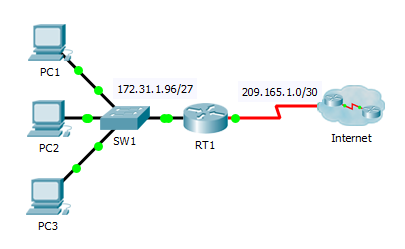 PC1
172.31.1.96/27
209.165.1.0/30
PC2
SW1
RT1
Internet
PC3